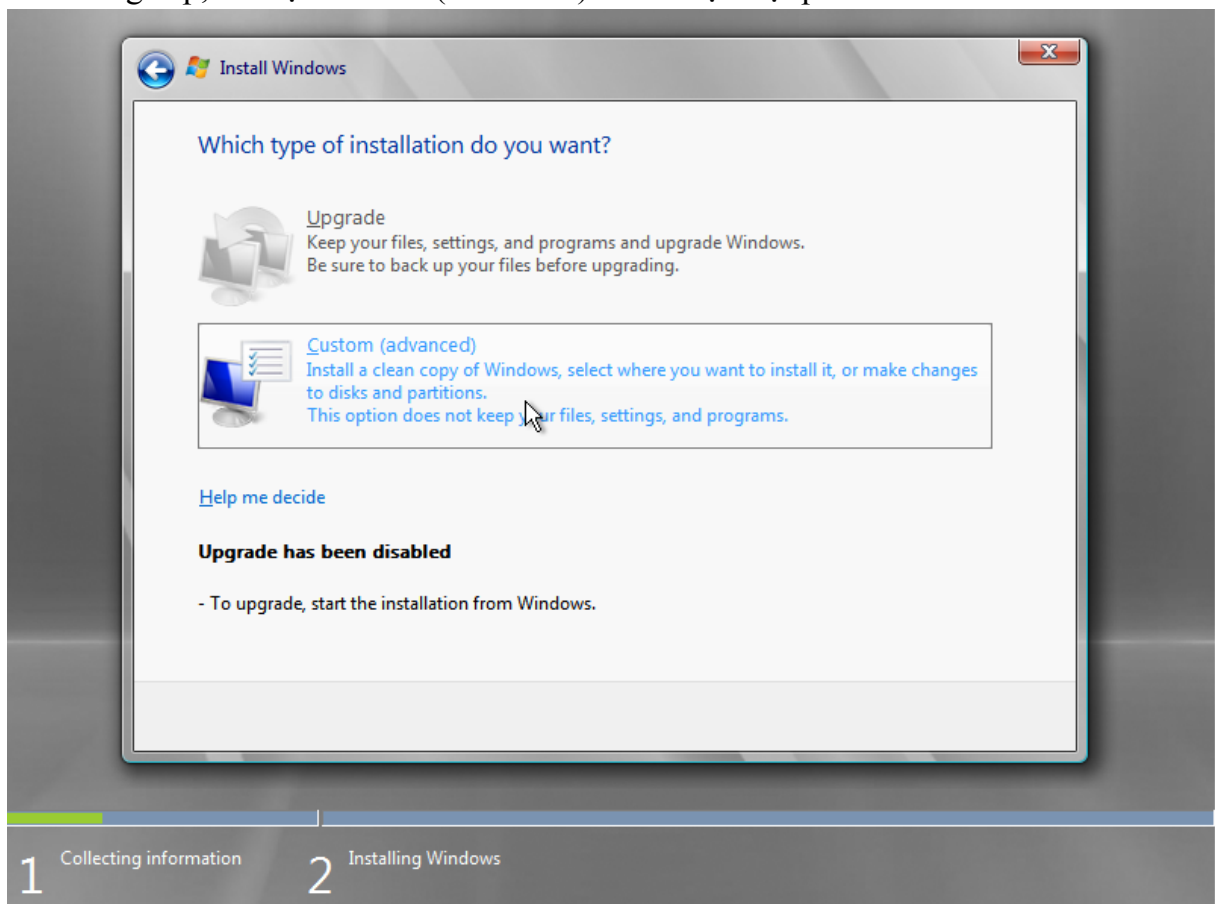 Install Windows
Which type of installation do you want?
Upgrade
Keep your files, settings, and programs and upgrade Windows.
Be sure to back up your files before upgrading.
Custom (advanced)
Install a clean copy of Windows, select where you want to install it, or make changes
to disks and partitions.
This option does not keep your files, settings, and programs.
Help me decide
Upgrade has been disabled
- To upgrade, start the installation from Windows.
1 Collecting information 2 Installing Windows